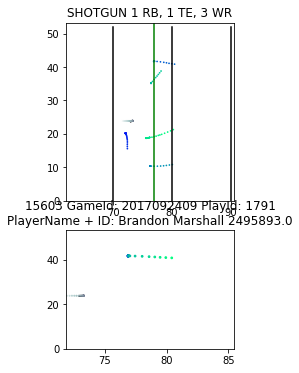 SHOTGUN 1 RB, 1 TE, 3 WR
50
40
30
20
10
0
70 80 90
15603 GameId: 2017092409 PlayId: 1791
PlayerName + ID: Brandon Marshall 2495893.0
40
20
0
75 80 85